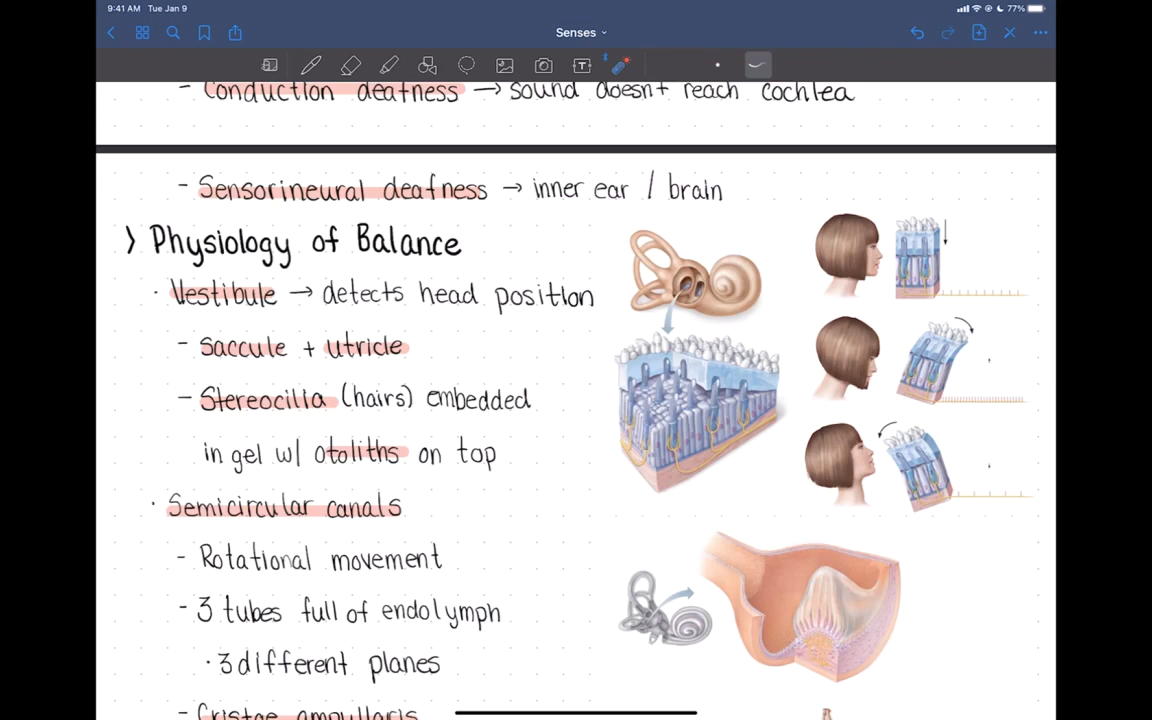 9:41 AM Tue Jan 9
77%
Senses
- Conduction deafness → sound doesn't reach cochlea
- Sensorineural deafness → inner ear / brain
> Physiology of Balance
· Vestibule → detects head position
- Saccule + utricle
- Stereocilia (hairs) embedded
in gel w/ otoliths on top
· Semicircular canals
- Rotational movement
- 3 tubes full of endolymph
· 3 different planes
- Cristae ampullaris